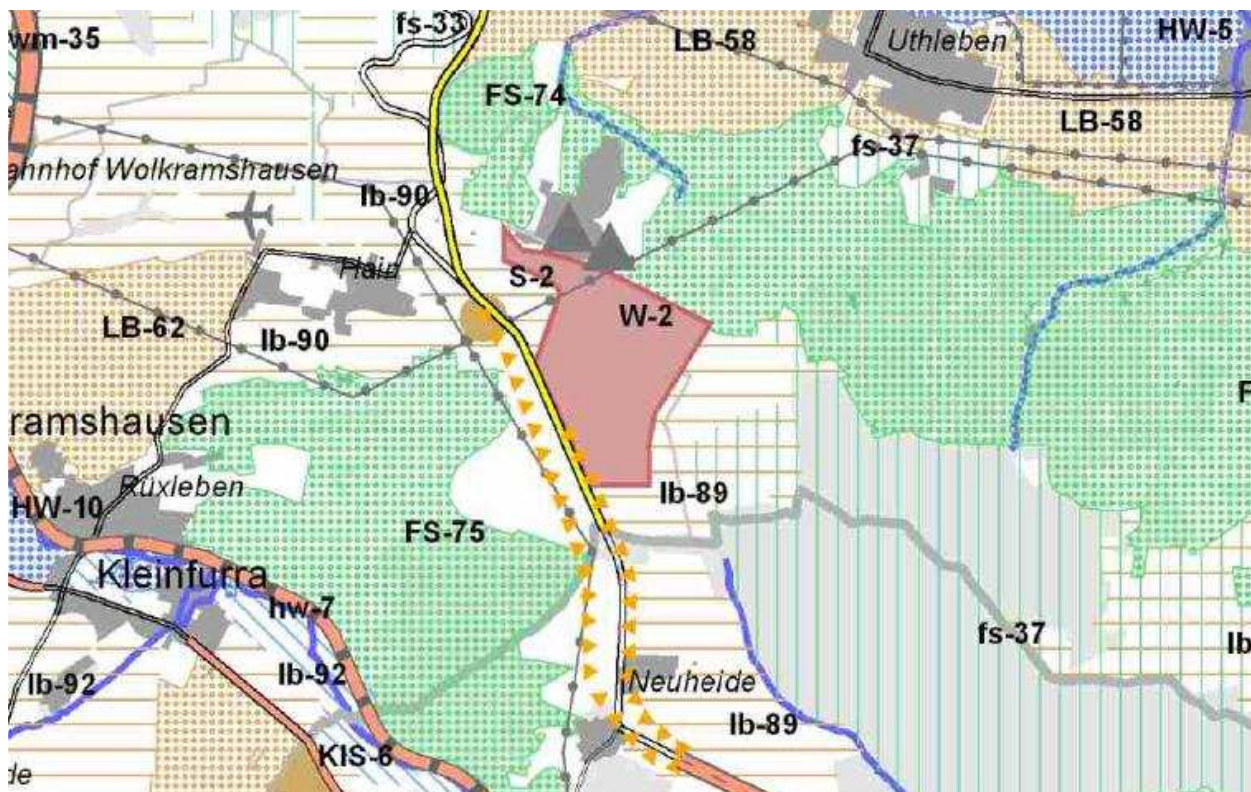 fs-33
wm-35
LB-58
Uthleben
HW-5
FS-74
LB-58
fs-37
ahnhof Wolkramshausen
lb-90
Hain
S-2
W-2
LB-62
lb-90
F
ramshausen
Rüxleben
HW-10
lb-89
FS-75
Kleinfurra
hw-7
fs-37
lb
lb-92
lb-92
Neuheide
lb-89
KIS-6
de